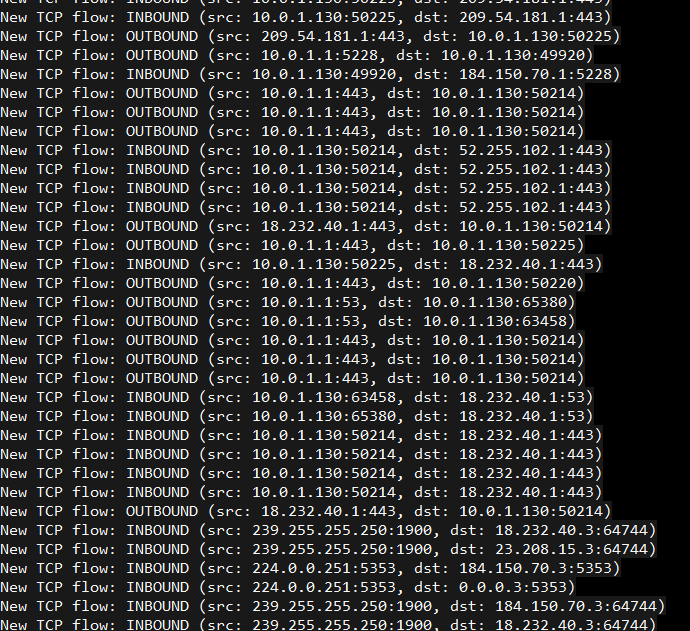 New TCP flow: INBOUND (src: 10.0.1.130:50225, dst: 209.54.181.1:443)
New TCP flow: INBOUND (src: 10.0.1.130:50225, dst: 209.54.181.1:443)
New TCP flow: OUTBOUND (src: 209.54.181.1:443, dst: 10.0.1.130:50225)
New TCP flow: OUTBOUND (src: 10.0.1.1:5228, dst: 10.0.1.130:49920)
New TCP flow: INBOUND (src: 10.0.1.130:49920, dst: 184.150.70.1:5228)
New TCP flow: OUTBOUND (src: 10.0.1.1:443, dst: 10.0.1.130:50214)
New TCP flow: OUTBOUND (src: 10.0.1.1:443, dst: 10.0.1.130:50214)
New TCP flow: OUTBOUND (src: 10.0.1.1:443, dst: 10.0.1.130:50214)
New TCP flow: INBOUND (src: 10.0.1.130:50214, dst: 52.255.102.1:443)
New TCP flow: INBOUND (src: 10.0.1.130:50214, dst: 52.255.102.1:443)
New TCP flow: INBOUND (src: 10.0.1.130:50214, dst: 52.255.102.1:443)
New TCP flow: INBOUND (src: 10.0.1.130:50214, dst: 52.255.102.1:443)
New TCP flow: OUTBOUND (src: 18.232.40.1:443, dst: 10.0.1.130:50214)
New TCP flow: OUTBOUND (src: 10.0.1.1:443, dst: 10.0.1.130:50225)
New TCP flow: INBOUND (src: 10.0.1.130:50225, dst: 18.232.40.1:443)
New TCP flow: OUTBOUND (src: 10.0.1.1:443, dst: 10.0.1.130:50220)
New TCP flow: OUTBOUND (src: 10.0.1.1:53, dst: 10.0.1.130:65380)
New TCP flow: OUTBOUND (src: 10.0.1.1:53, dst: 10.0.1.130:63458)
New TCP flow: OUTBOUND (src: 10.0.1.1:443, dst: 10.0.1.130:50214)
New TCP flow: OUTBOUND (src: 10.0.1.1:443, dst: 10.0.1.130:50214)
New TCP flow: OUTBOUND (src: 10.0.1.1:443, dst: 10.0.1.130:50214)
New TCP flow: INBOUND (src: 10.0.1.130:63458, dst: 18.232.40.1:53)
New TCP flow: INBOUND (src: 10.0.1.130:65380, dst: 18.232.40.1:53)
New TCP flow: INBOUND (src: 10.0.1.130:50214, dst: 18.232.40.1:443)
New TCP flow: INBOUND (src: 10.0.1.130:50214, dst: 18.232.40.1:443)
New TCP flow: INBOUND (src: 10.0.1.130:50214, dst: 18.232.40.1:443)
New TCP flow: INBOUND (src: 10.0.1.130:50214, dst: 18.232.40.1:443)
New TCP flow: OUTBOUND (src: 18.232.40.1:443, dst: 10.0.1.130:50214)
New TCP flow: INBOUND (src: 239.255.255.250:1900, dst: 18.232.40.3:64744)
New TCP flow: INBOUND (src: 239.255.255.250:1900, dst: 23.208.15.3:64744)
New TCP flow: INBOUND (src: 224.0.0.251:5353, dst: 184.150.70.3:5353)
New TCP flow: INBOUND (src: 224.0.0.251:5353, dst: 0.0.0.3:5353)
New TCP flow: INBOUND (src: 239.255.255.250:1900, dst: 184.150.70.3:64744)
New TCP flow: INBOUND (src: 239.255.255.250:1900, dst: 18.232.40.3:64744)